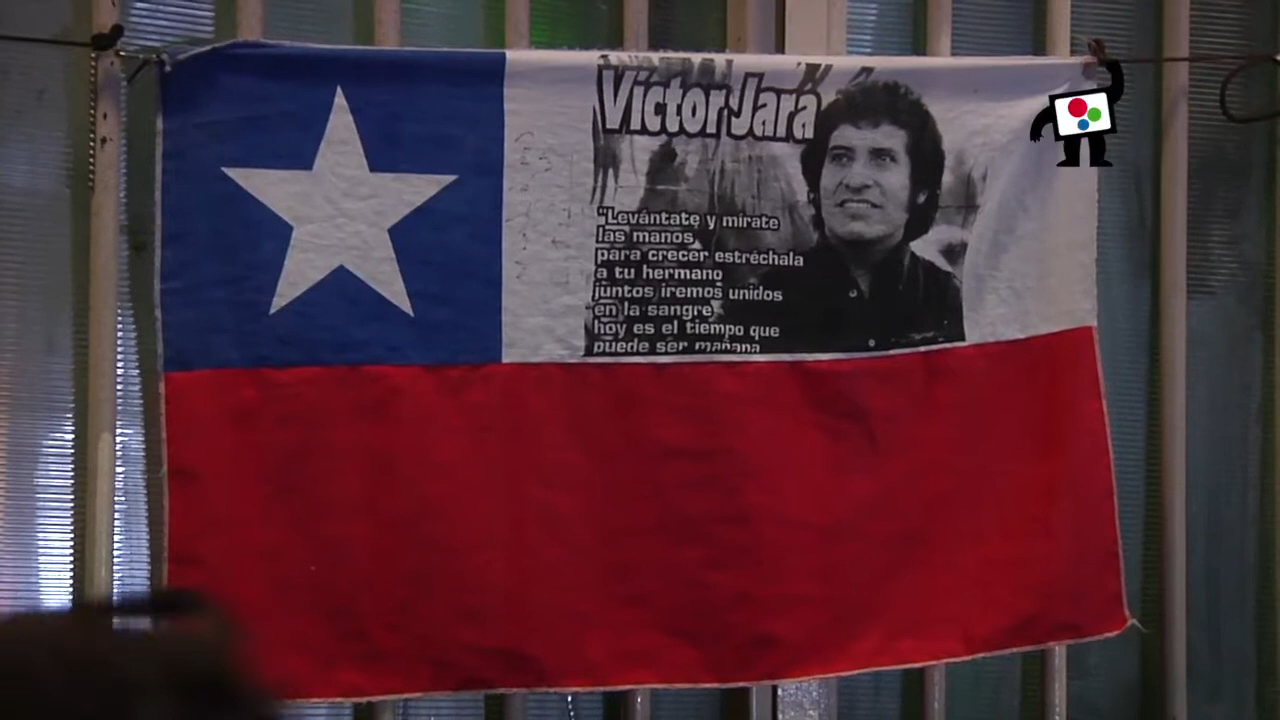 Víctor Jara
"Levántate y mírate
las manos
para crecer estréchala
a tu hermano
juntos iremos unidos
en la sangre
hoy es el tiempo que
puede ser mañana